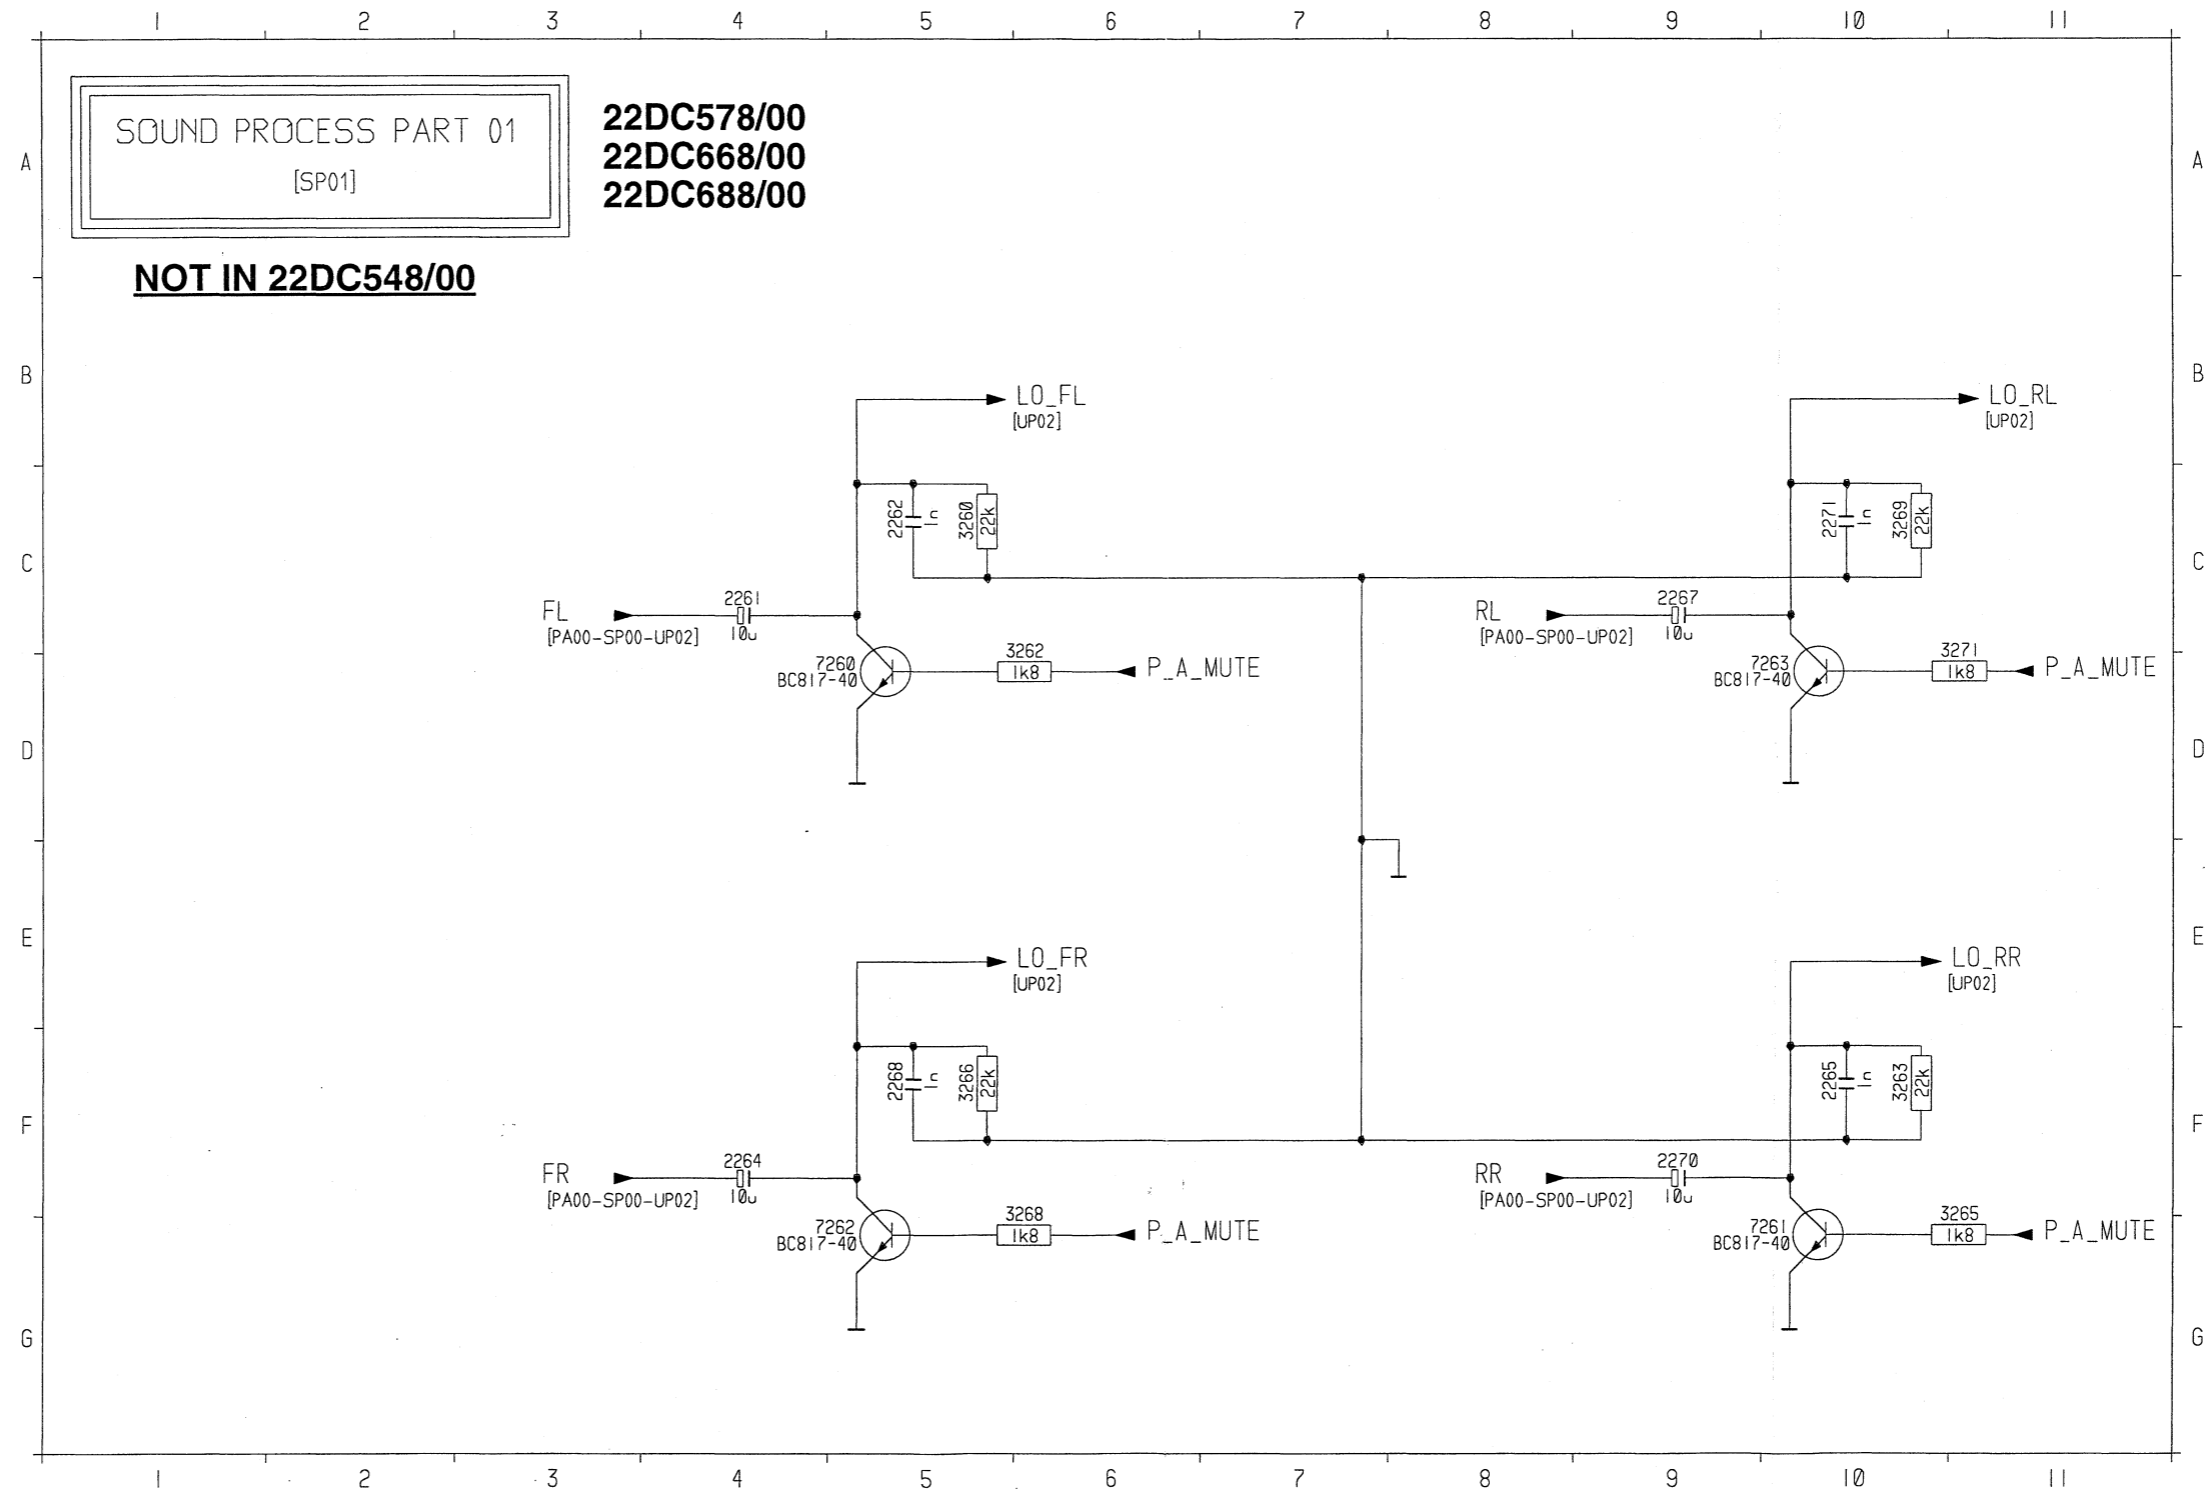 1 2 3 4 5 6 7 8 9 10 11
SOUND PROCESS PART 01
[SP01]
22DC578/00
22DC668/00
22DC688/00
NOT IN 22DC548/00
A A
B B
LO_FL
[UP02]
LO_RL
[UP02]
2262 1n 3260 22k
2271 1n 3269 22k
C C
FL
[PA00-SP00-UP02]
2261
10u
RL
[PA00-SP00-UP02]
2267
10u
7260
BC817-40
3262
1k8
P_A_MUTE
7263
BC817-40
3271
1k8
P_A_MUTE
D D
E E
LO_FR
[UP02]
LO_RR
[UP02]
2268 1n 3266 22k
2265 1n 3263 22k
F F
FR
[PA00-SP00-UP02]
2264
10u
RR
[PA00-SP00-UP02]
2270
10u
7262
BC817-40
3268
1k8
P_A_MUTE
7261
BC817-40
3265
1k8
P_A_MUTE
G G
1 2 3 4 5 6 7 8 9 10 11